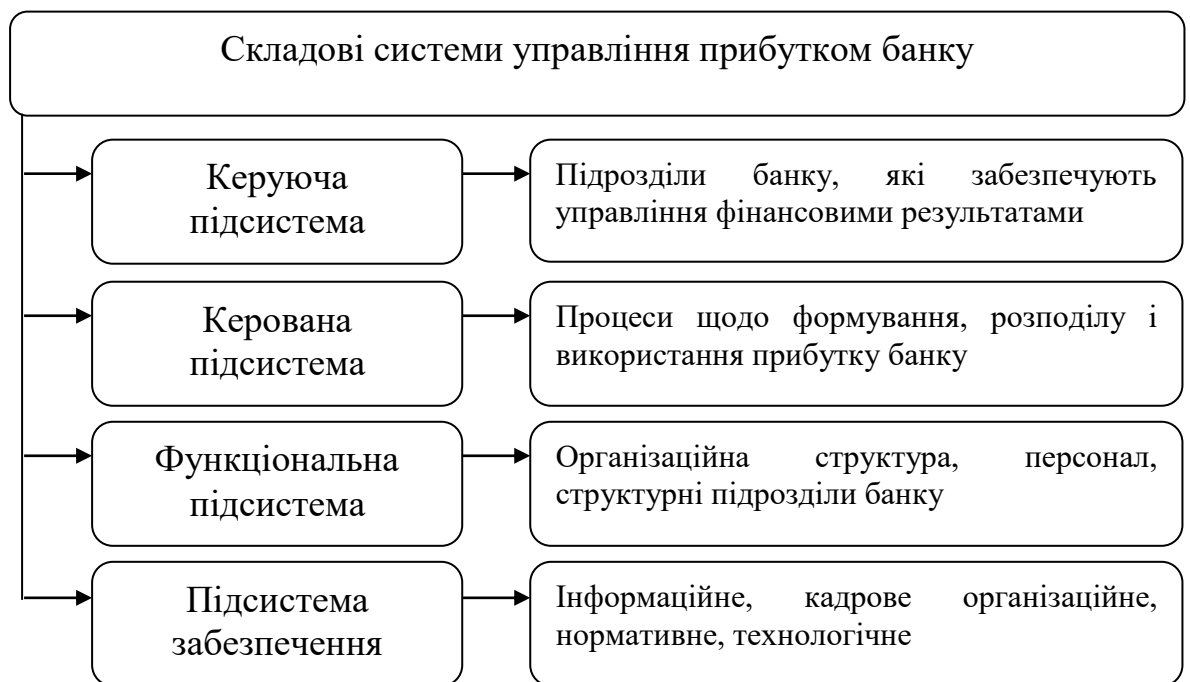 Складові системи управління прибутком банку
Керуюча
підсистема
Підрозділи банку, які забезпечують
управління фінансовими результатами
Керована
підсистема
Процеси щодо формування, розподілу і
використання прибутку банку
Функціональна
підсистема
Організаційна структура, персонал,
структурні підрозділи банку
Підсистема
забезпечення
Інформаційне, кадрове організаційне,
нормативне, технологічне